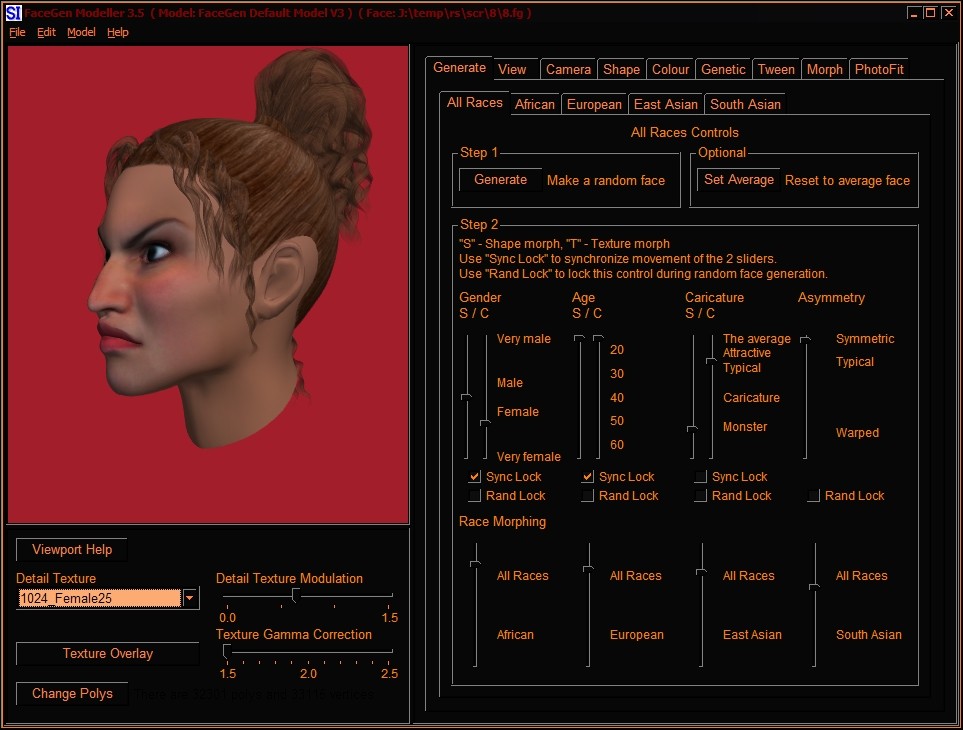 SI FaceGen Modeller 3.5 ( Model: FaceGen Default Model V3 ) ( Face: J:\temp\rs\scr\8\8.fg )
File Edit Model Help
Generate View Camera Shape Colour Genetic Tween Morph PhotoFit
All Races African European East Asian South Asian
All Races Controls
Step 1
Generate Make a random face
Optional
Set Average Reset to average face
Step 2
"S" - Shape morph, "T" - Texture morph
Use "Sync Lock" to synchronize movement of the 2 sliders.
Use "Rand Lock" to lock this control during random face generation.
Gender Age Caricature Asymmetry
S / C S / C S / C
Very male
Male
Female
Very female
20
30
40
50
60
The average
Attractive
Typical
Caricature
Monster
Symmetric
Typical
Warped
Sync Lock Sync Lock Sync Lock
Rand Lock Rand Lock Rand Lock Rand Lock
Race Morphing
All Races All Races All Races All Races
African European East Asian South Asian
Viewport Help
Detail Texture
1024_Female25
Texture Overlay
Change Polys
Detail Texture Modulation
0.0 1.5
Texture Gamma Correction
1.5 2.0 2.5